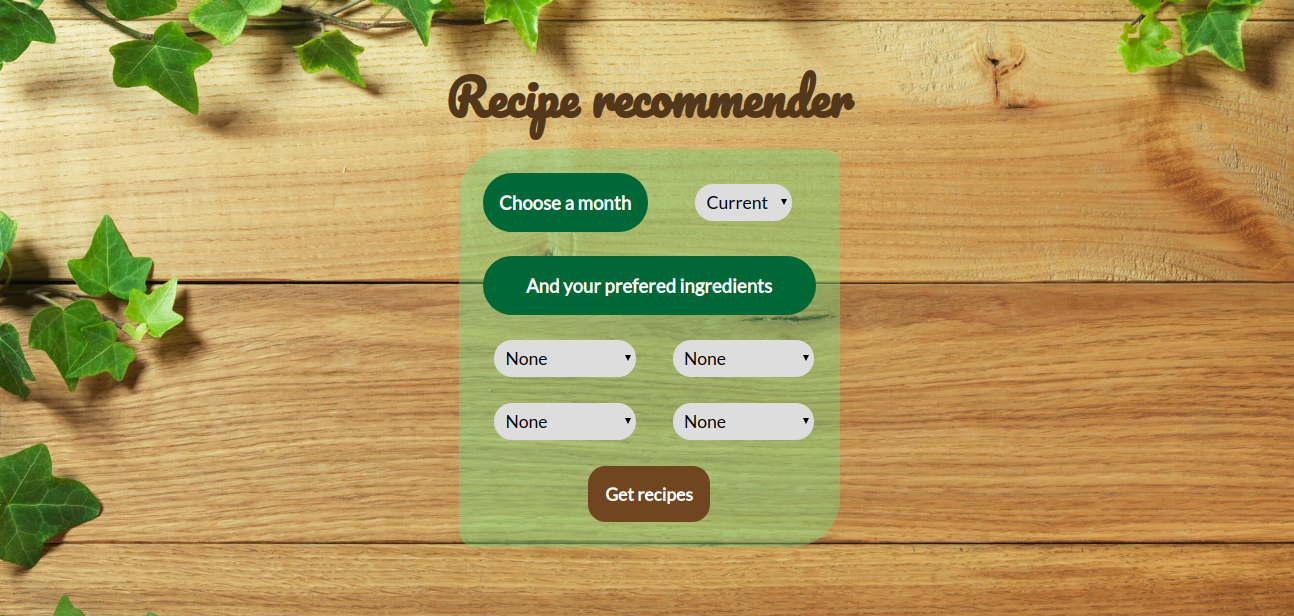 Recipe recommender
Choose a month
Current
And your prefered ingredients
None
None
None
None
Get recipes